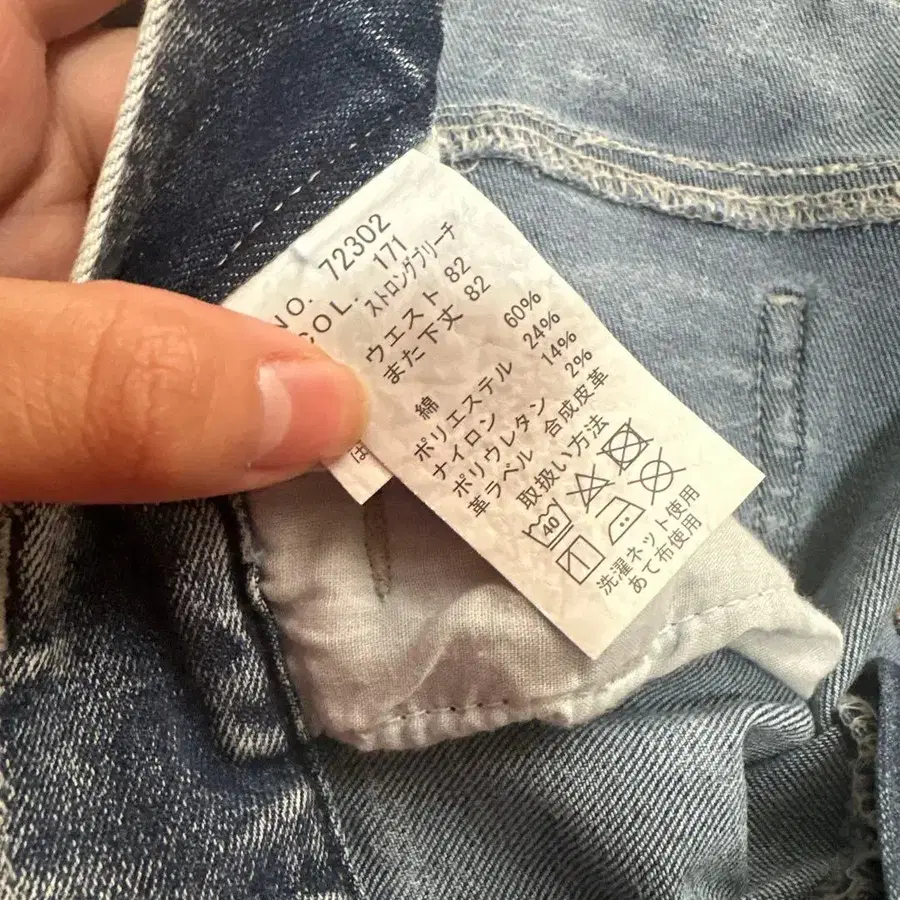 NO. 72302
COL. 171
ストロングブリーチ
ウエスト 82
また下丈 82
綿 60%
ポリエステル 24%
ナイロン 14%
ポリウレタン 2%
革ラベル 合成皮革
取扱い方法
40
洗濯ネット使用
あて布使用
は